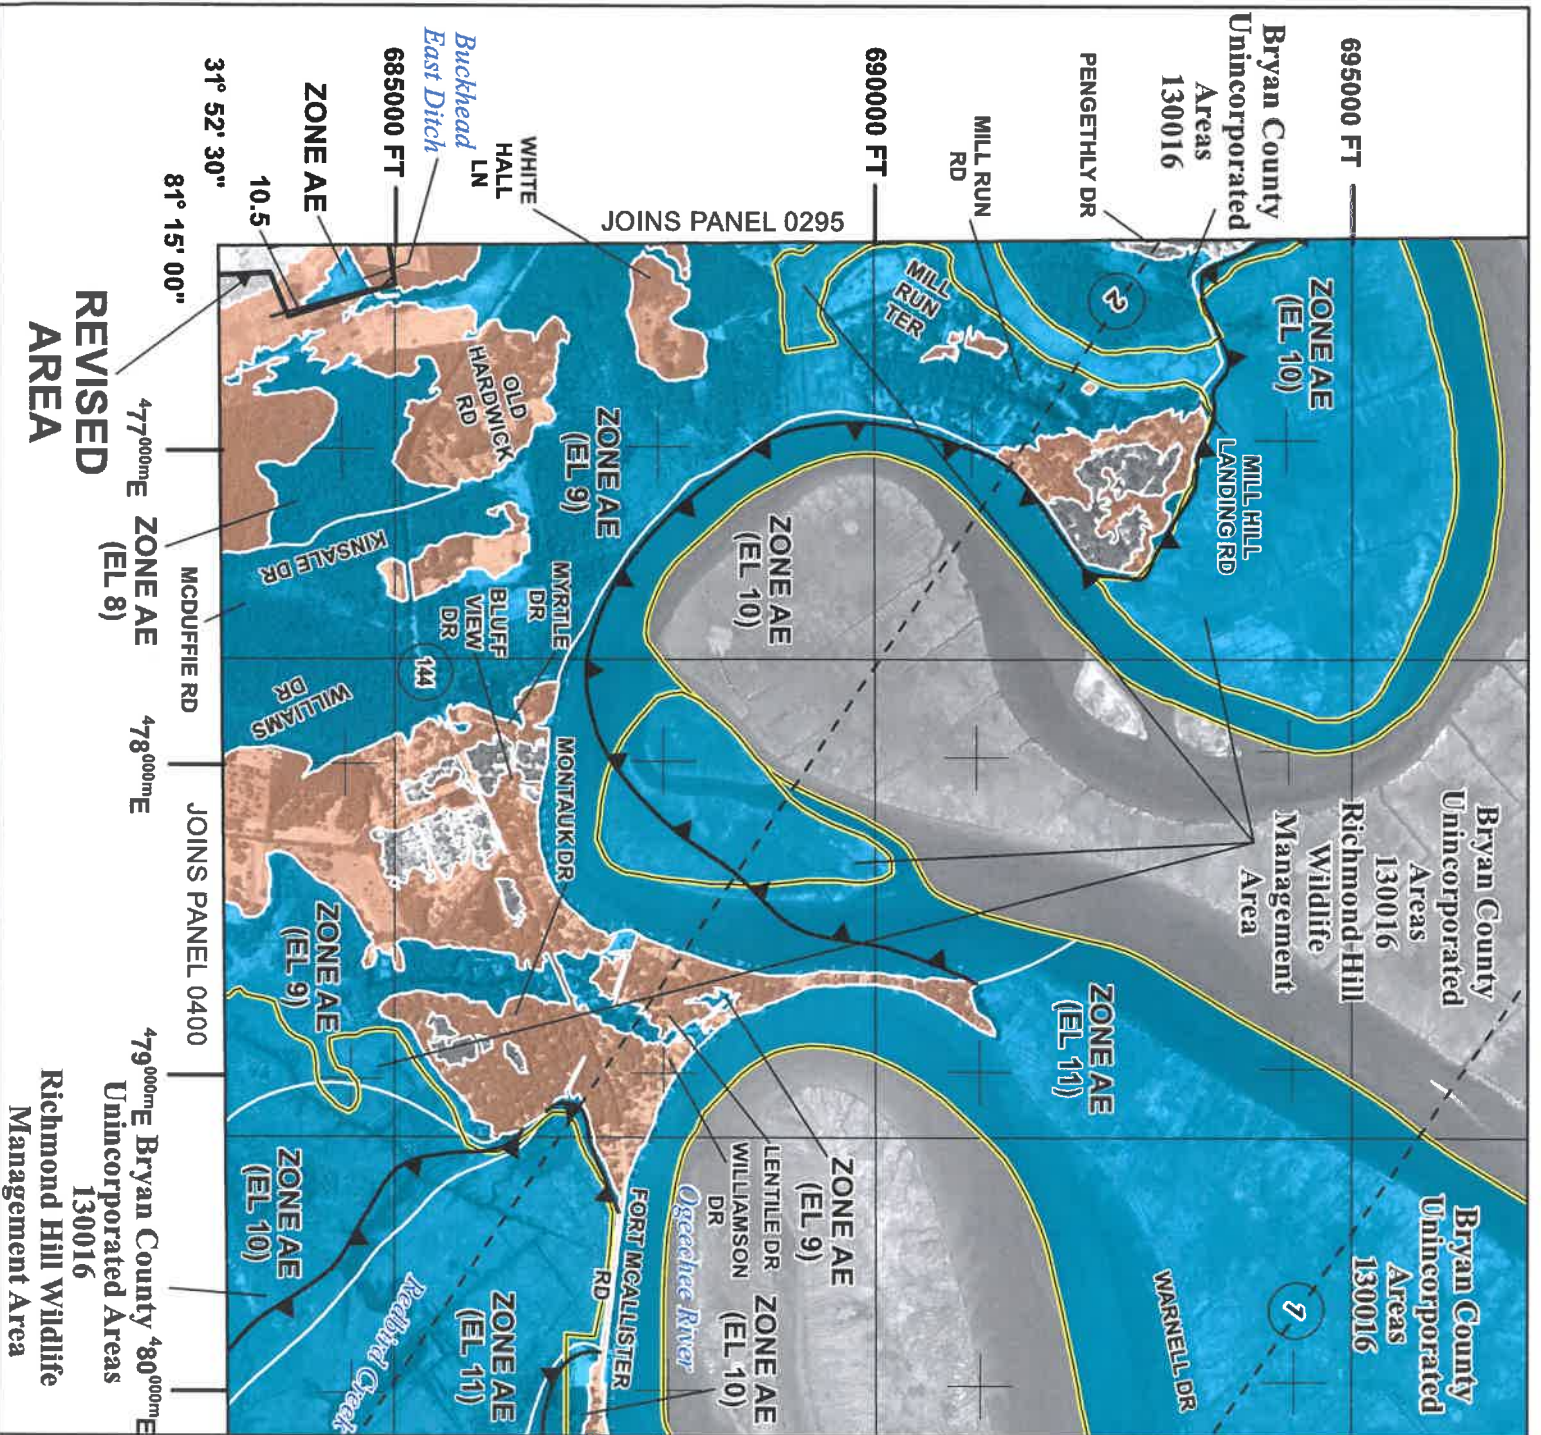 Bryan County
Unincorporated
Areas
130016
695000 FT
PENGETHLY DR
MILL RUN
RD
690000 FT
JOINS PANEL 0295
WHITE
HALL
LN
Buckhead
East Ditch
685000 FT
ZONE AE
10.5
31° 52' 30"
81° 15' 00"
REVISED
AREA
ZONE AE
(EL 10)
2
MILL
RUN
TER
MILL HILL
LANDING RD
OLD
HARDWICK
RD
ZONE AE
(EL 9)
ZONE AE
(EL 10)
KINSALE DR
477000mE
ZONE AE
(EL 8)
MCDUFFIE RD
WILLIAMS
DR
144
MYRTLE
DR
BLUFF
VIEW
DR
MONTAUK DR
478000mE
JOINS PANEL 0400
Bryan County
Unincorporated
Areas
130016
Richmond Hill
Wildlife
Management
Area
ZONE AE
(EL 9)
ZONE AE
(EL 11)
479000mE
Bryan County
Unincorporated Areas
130016
Richmond Hill Wildlife
Management Area
ZONE AE
(EL 10)
ZONE AE
(EL 9)
LENTILE DR
WILLIAMSON
DR
Ogeechee River
FORT MCALLISTER
RD
ZONE AE
(EL 10)
ZONE AE
(EL 11)
Redbird Creek
480000mE
WARNELL DR
7
Bryan County
Unincorporated
Areas
130016